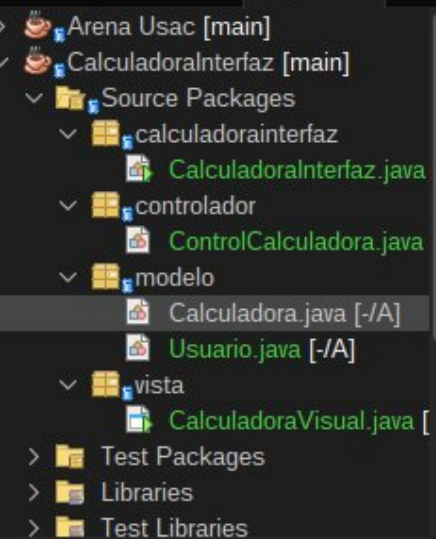 Arena Usac [main]
CalculadoraInterfaz [main]
Source Packages
calculadorainterfaz
CalculadoraInterfaz.java
controlador
ControlCalculadora.java
modelo
Calculadora.java [-/A]
Usuario.java [-/A]
vista
CalculadoraVisual.java [
Test Packages
Libraries
Test Libraries